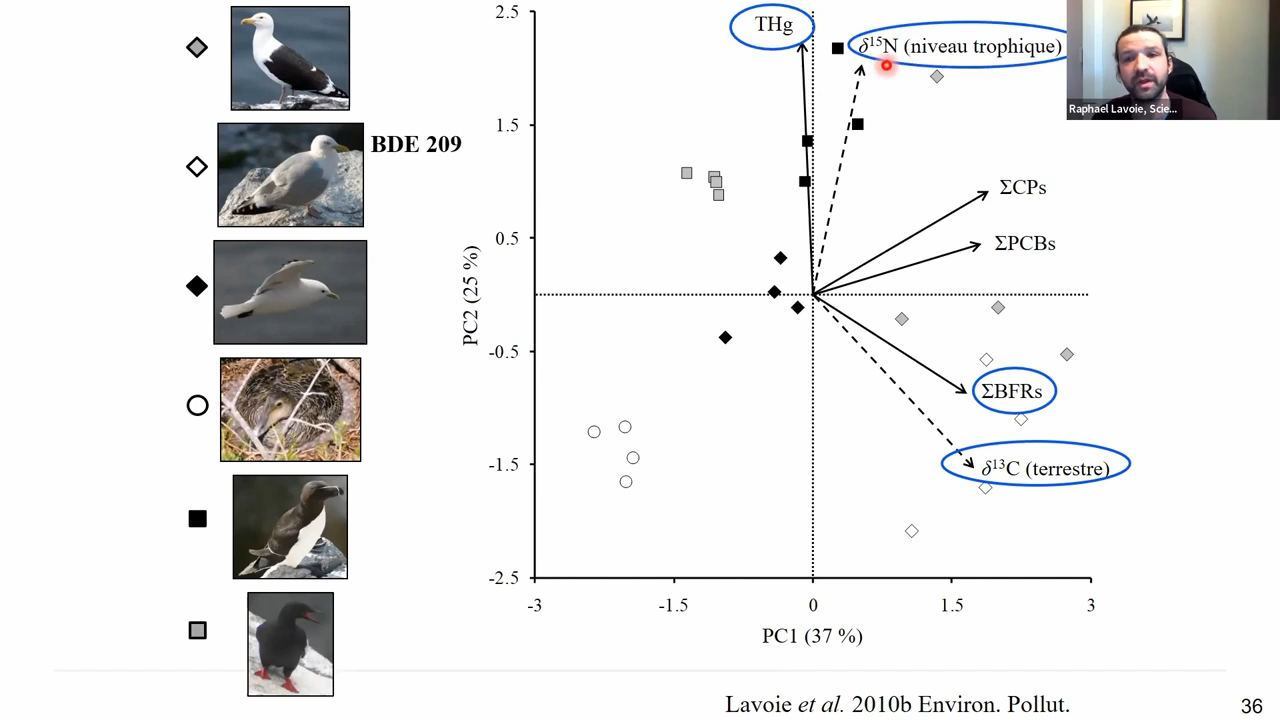 BDE 209
THg
δ¹⁵N (niveau trophique)
ΣCPs
ΣPCBs
ΣBFRs
δ¹³C (terrestre)
2.5
1.5
0.5
-0.5
-1.5
-2.5
PC2 (25 %)
-3
-1.5
0
1.5
3
PC1 (37 %)
Raphael Lavoie, Scie...
Lavoie et al. 2010b Environ. Pollut.
36